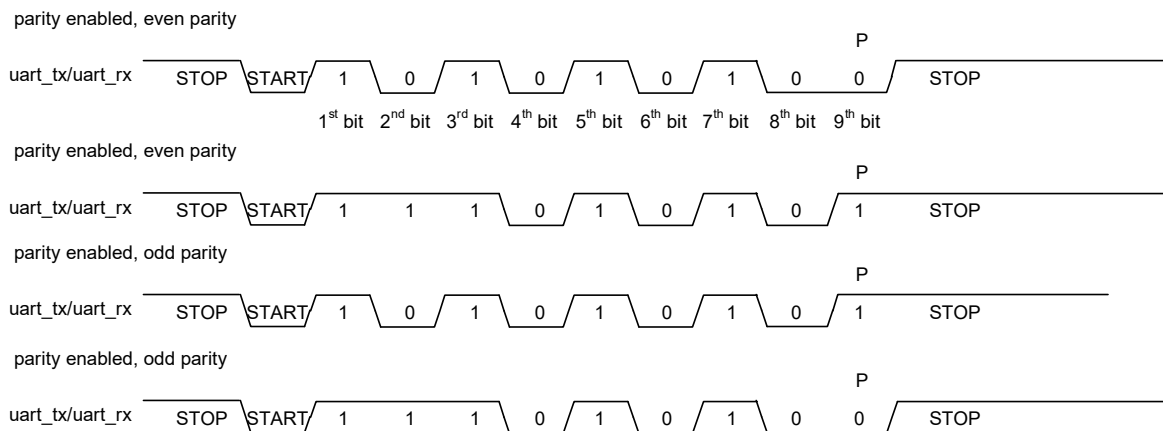 parity enabled, even parity
P
uart_tx/uart_rx STOP START 1 0 1 0 1 0 1 0 0 STOP
1st bit 2nd bit 3rd bit 4th bit 5th bit 6th bit 7th bit 8th bit 9th bit
parity enabled, even parity
P
uart_tx/uart_rx STOP START 1 1 1 0 1 0 1 0 1 STOP
parity enabled, odd parity
P
uart_tx/uart_rx STOP START 1 0 1 0 1 0 1 0 1 STOP
parity enabled, odd parity
P
uart_tx/uart_rx STOP START 1 1 1 0 1 0 1 0 0 STOP